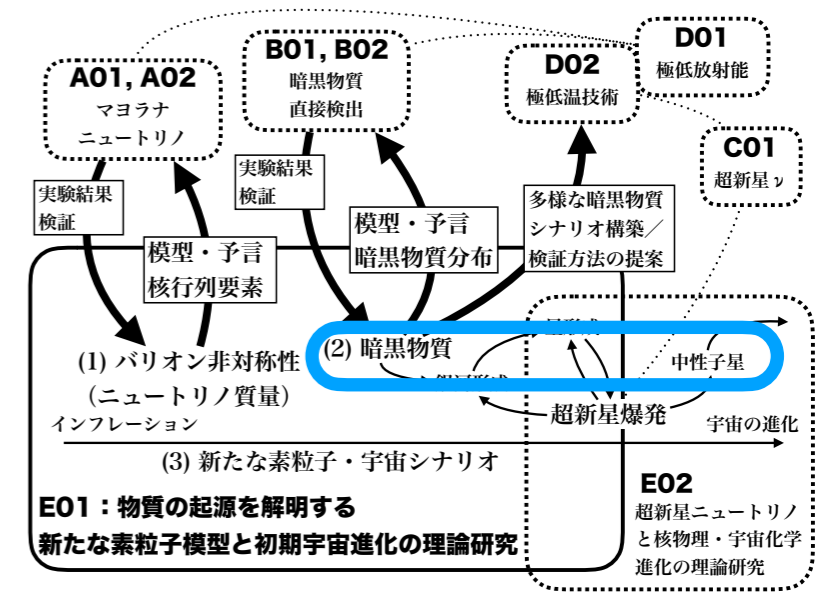 A01, A02
マヨラナ
ニュートリノ
B01, B02
暗黒物質
直接検出
D02
極低温技術
D01
極低放射能
C01
超新星ν
実験結果
検証
実験結果
検証
模型・予言
核行列要素
模型・予言
暗黒物質分布
多様な暗黒物質
シナリオ構築／
検証方法の提案
(1) バリオン非対称性
（ニュートリノ質量）
(2) 暗黒物質
中性子星
超新星爆発
インフレーション
宇宙の進化
(3) 新たな素粒子・宇宙シナリオ
E01：物質の起源を解明する
新たな素粒子模型と初期宇宙進化の理論研究
E02
超新星ニュートリノ
と核物理・宇宙化学
進化の理論研究